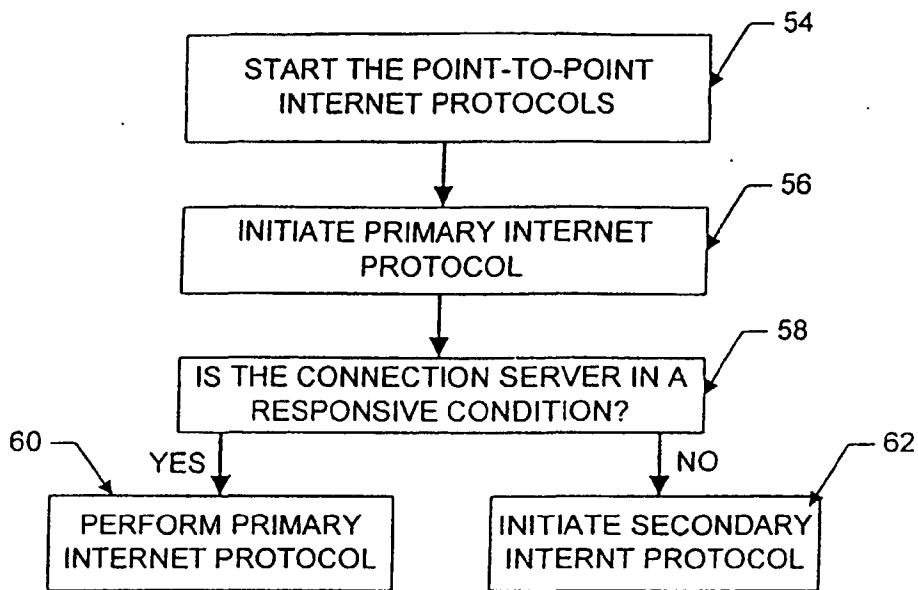 54
START THE POINT-TO-POINT
INTERNET PROTOCOLS
56
INITIATE PRIMARY INTERNET
PROTOCOL
58
IS THE CONNECTION SERVER IN A
RESPONSIVE CONDITION?
60
YES
NO
62
PERFORM PRIMARY
INTERNET PROTOCOL
INITIATE SECONDARY
INTERNT PROTOCOL